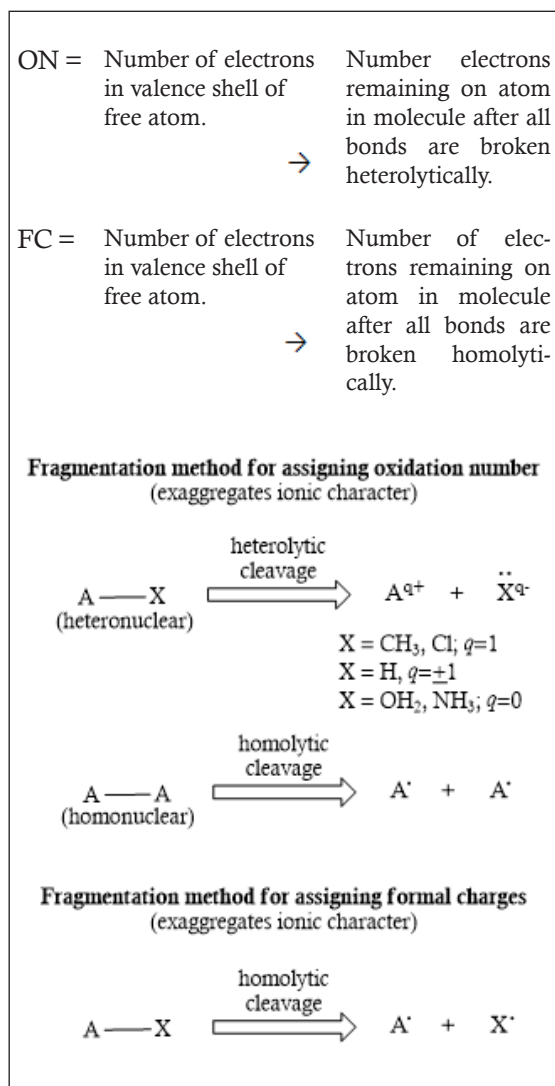 ON = Number of electrons in valence shell of free atom.
→
Number electrons remaining on atom in molecule after all bonds are broken heterolytically.
FC = Number of electrons in valence shell of free atom.
→
Number of elec-
trons remaining on
atom in molecule
after all bonds are
broken homolyti-
cally.
Fragmentation method for assigning oxidation number
(exaggregates ionic character)
heterolytic
cleavage
A — X
A^q+ + Ẍ^q-
(heteronuclear)
X = CH₃, Cl; q=1
X = H, q=±1
X = OH₂, NH₃; q=0
homolytic
cleavage
A — A
A· + A·
(homonuclear)
Fragmentation method for assigning formal charges
(exaggregates ionic character)
homolytic
cleavage
A — X
A· + X·